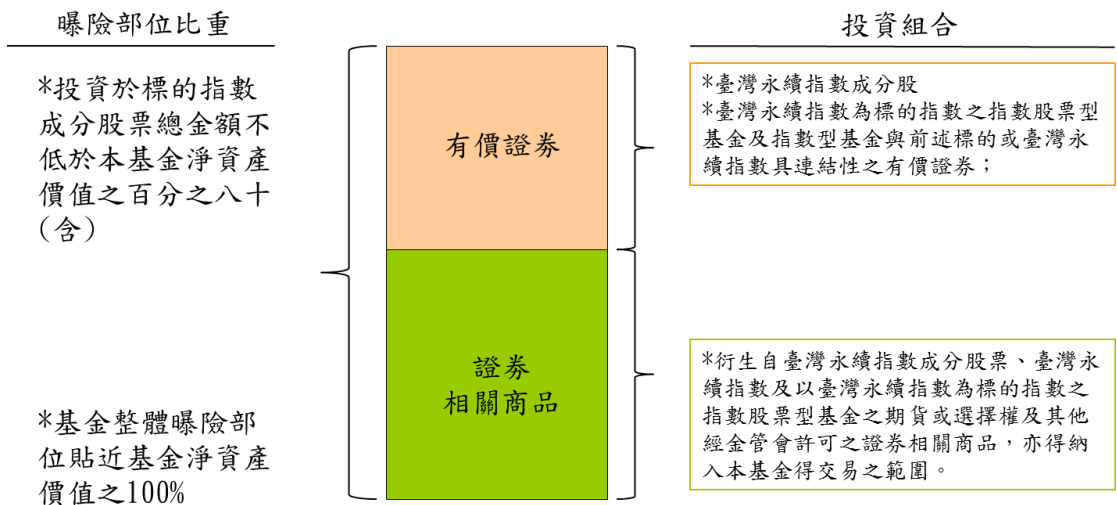 曝險部位比重
*投資於標的指數
成分股票總金額不
低於本基金淨資產
價值之百分之八十
(含)
*基金整體曝險部
位貼近基金淨資產
價值之100%
有價證券
證券
相關商品
投資組合
*臺灣永續指數成分股
*臺灣永續指數為標的指數之指數股票型
基金及指數型基金與前述標的或臺灣永
續指數具連結性之有價證券；
*衍生自臺灣永續指數成分股票、臺灣永
續指數及以臺灣永續指數為標的指數之
指數股票型基金之期貨或選擇權及其他
經金管會許可之證券相關商品，亦得納
入本基金得交易之範圍。